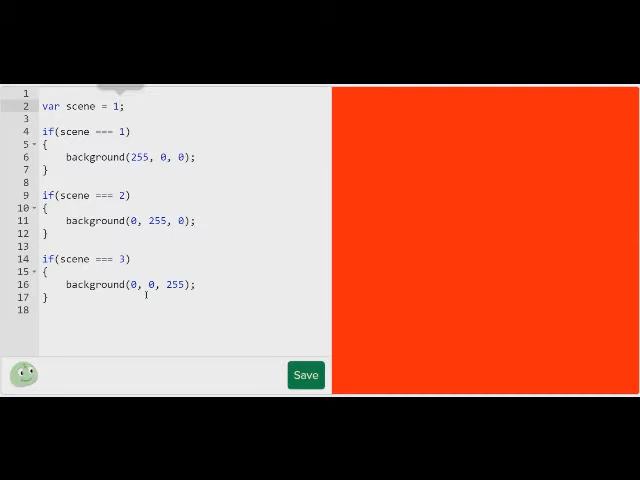 1
2 var scene = 1;
3
4 if(scene === 1)
5 {
6 background(255, 0, 0);
7 }
8
9 if(scene === 2)
10 {
11 background(0, 255, 0);
12 }
13
14 if(scene === 3)
15 {
16 background(0, 0, 255);
17 }
18
Save